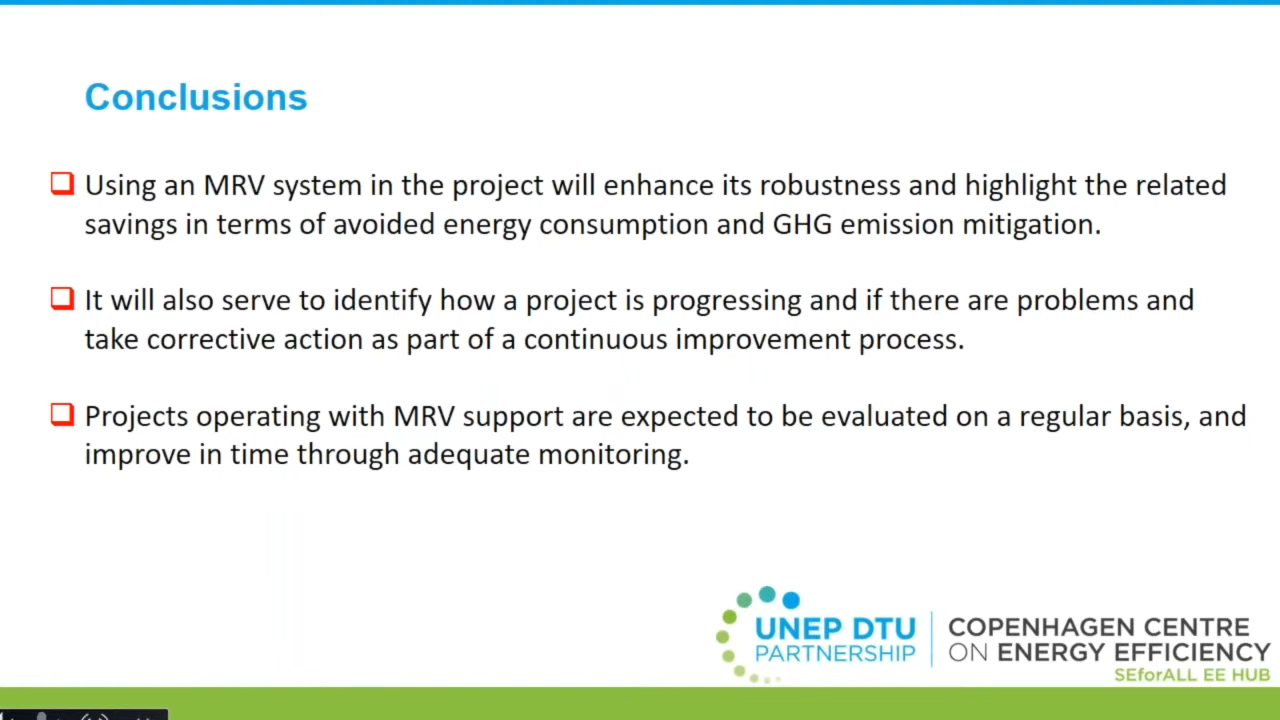 Conclusions
Using an MRV system in the project will enhance its robustness and highlight the related
savings in terms of avoided energy consumption and GHG emission mitigation.
It will also serve to identify how a project is progressing and if there are problems and
take corrective action as part of a continuous improvement process.
Projects operating with MRV support are expected to be evaluated on a regular basis, and
improve in time through adequate monitoring.
UNEP DTU
PARTNERSHIP
COPENHAGEN CENTRE
ON ENERGY EFFICIENCY
SEforALL EE HUB